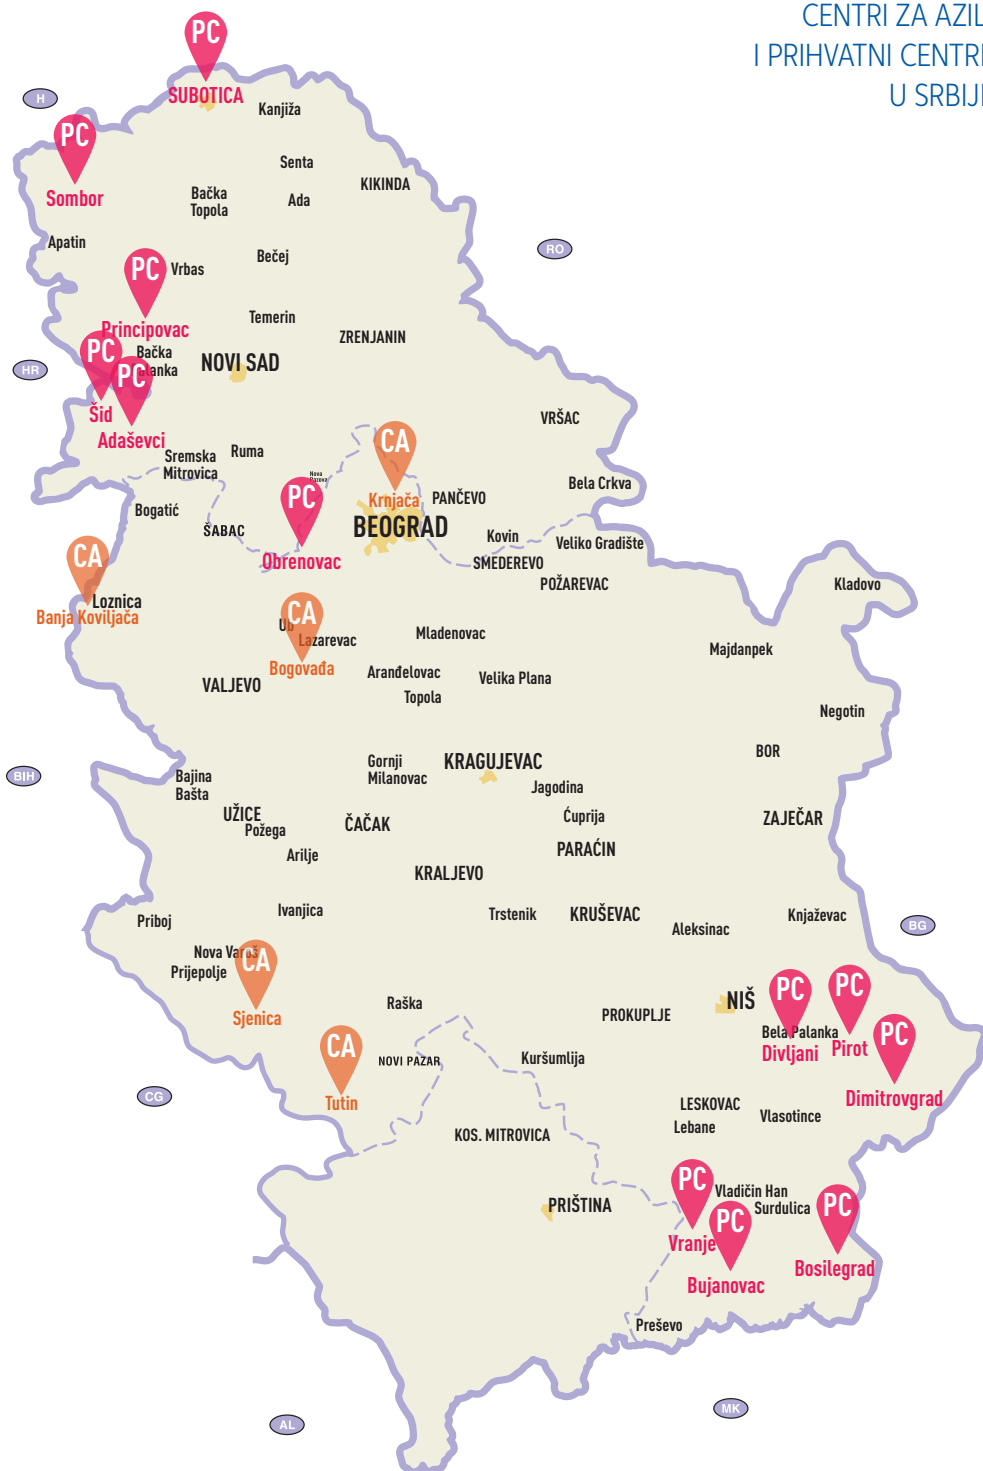 CENTRI ZA AZIL
I PRIHVATNI CENTRI
U SRBIJI
PC
SUBOTICA
H
Kanjiža
PC
Sombor
Senta
KIKINDA
Bačka
Topola
Ada
Apatin
RO
Bečej
PC
Vrbas
Principovac
Temerin
ZRENJANIN
PC
Bačka
HR
PC
NOVI SAD
Šid
Adaševci
VRŠAC
CA
Ruma
Sremska
Mitrovica
Nova
Pazova
Bela Crkva
PC
Krnjača
PANČEVO
Bogatić
ŠABAC
BEOGRAD
Kovin
Veliko Gradište
CA
Obrenovac
SMEDEREVO
POŽAREVAC
Kladovo
Loznica
Banja Koviljača
CA
Ub
Lazarevac
Mladenovac
Bogovađa
Majdanpek
Aranđelovac
Velika Plana
VALJEVO
Topola
Negotin
BOR
Gornji
Milanovac
KRAGUJEVAC
BIH
Bajina
Bašta
Jagodina
UŽICE
Požega
ČAČAK
Ćuprija
ZAJEČAR
Arilje
PARAĆIN
KRALJEVO
Ivanjica
Priboj
Trstenik
KRUŠEVAC
Knjaževac
Aleksinac
BG
Nova Varoš
CA
Prijepolje
Sjenica
Raška
PROKUPLJE
NIŠ
PC
PC
Bela Palanka
Divljani
Pirot
PC
CA
NOVI PAZAR
Kuršumlija
Tutin
CG
Dimitrovgrad
LESKOVAC
Lebane
Vlasotince
KOS. MITROVICA
PC
Vladičin Han
Surdulica
PC
PRIŠTINA
PC
Vranje
Bujanovac
Bosilegrad
Preševo
MK
AL